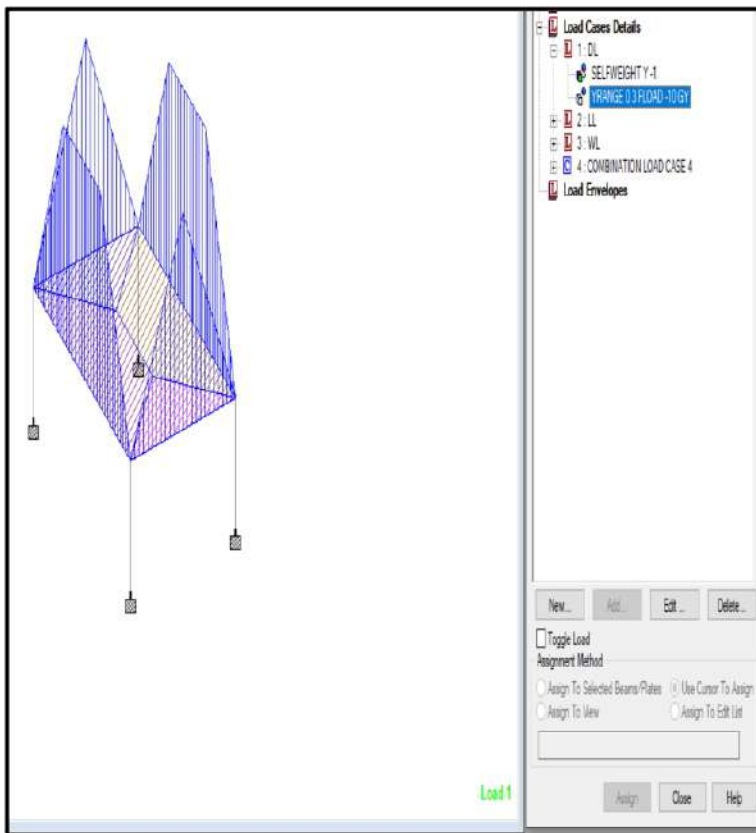 Load Cases Details
1 : DL
SELFWEIGHT Y -1
YRANGE 0 3 FLOAD -10 GY
2 : LL
3 : WL
4 : COMBINATION LOAD CASE 4
Load Envelopes
New... Add... Edit ... Delete...
Toggle Load
Assignment Method
Assign To Selected Beams/Plates Use Cursor To Assign
Assign To View Assign To Edit List
Load 1
Assign Close Help